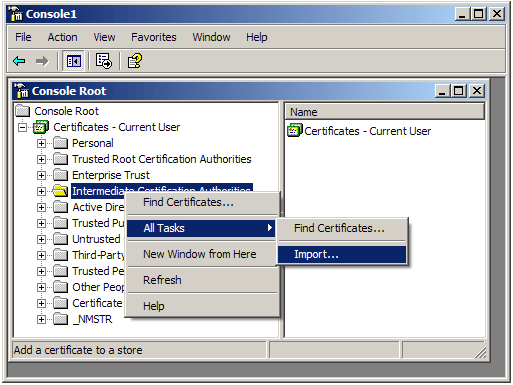 Console1
File Action View Favorites Window Help
Console Root
Console Root
Certificates - Current User
Personal
Trusted Root Certification Authorities
Enterprise Trust
Intermediate Certification Authorities
Active Dire
Trusted Pu
Untrusted
Third-Party
Trusted Pe
Other Peop
Certificate
_NMSTR
Name
Certificates - Current User
Find Certificates...
All Tasks
New Window from Here
Refresh
Help
Find Certificates...
Import...
Add a certificate to a store